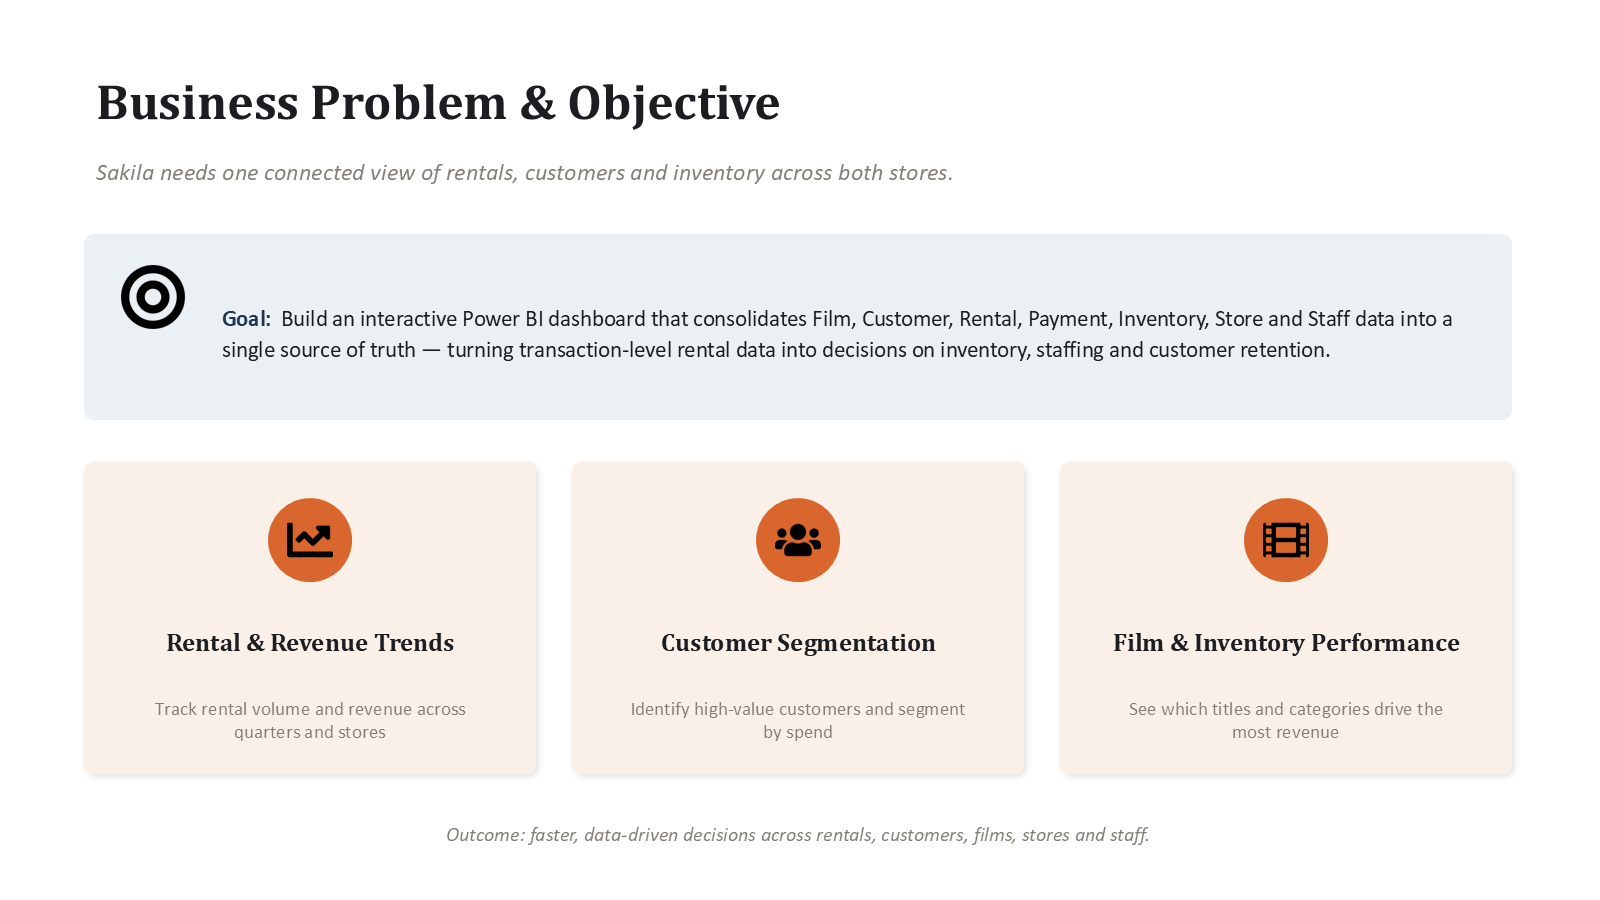 Business Problem & Objective
Sakila needs one connected view of rentals, customers and inventory across both stores.
Goal: Build an interactive Power BI dashboard that consolidates Film, Customer, Rental, Payment, Inventory, Store and Staff data into a
single source of truth — turning transaction-level rental data into decisions on inventory, staffing and customer retention.
Rental & Revenue Trends
Track rental volume and revenue across
quarters and stores
Customer Segmentation
Identify high-value customers and segment
by spend
Film & Inventory Performance
See which titles and categories drive the
most revenue
Outcome: faster, data-driven decisions across rentals, customers, films, stores and staff.